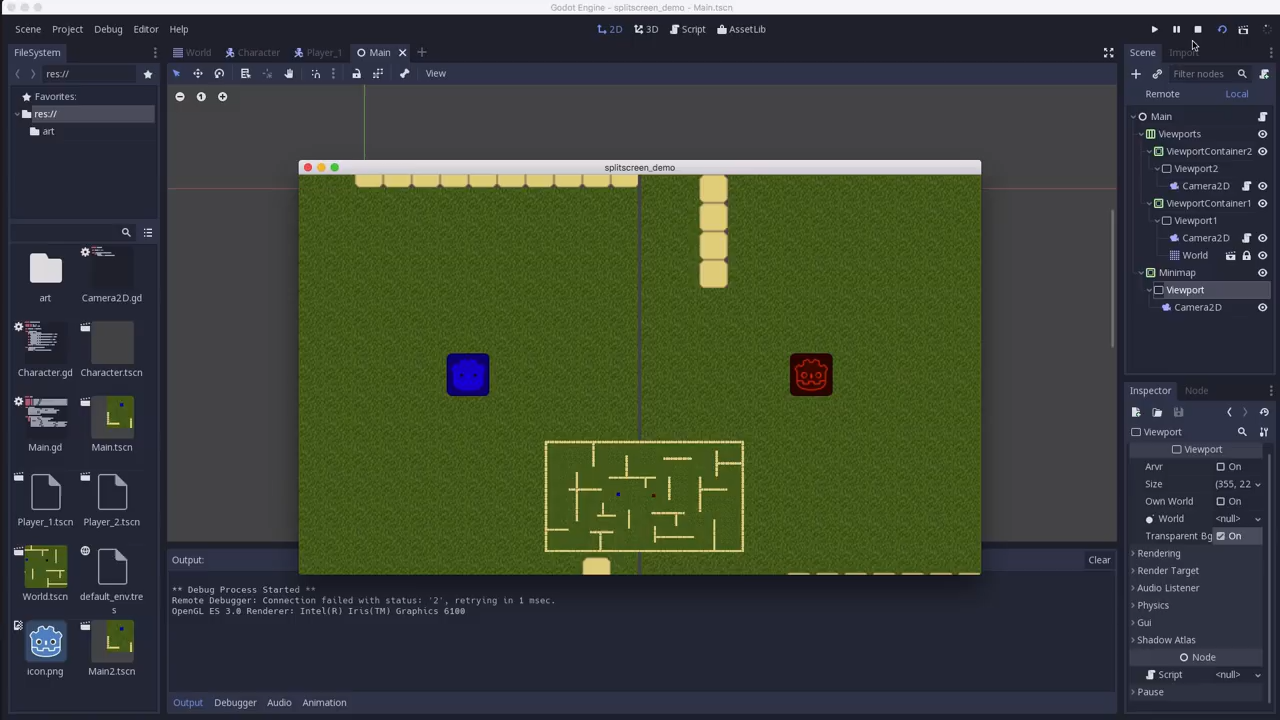 Godot Engine - splitscreen_demo - Main.tscn
Scene Project Debug Editor Help
2D 3D Script AssetLib
FileSystem
World Character Player_1 Main
Scene Import
res://
View
Filter nodes
Favorites:
res://
art
Remote Local
Main
Viewports
ViewportContainer2
Viewport2
Camera2D
ViewportContainer1
Viewport1
Camera2D
World
Minimap
Viewport
Camera2D
splitscreen_demo
art
Camera2D.gd
Character.gd
Character.tscn
Main.gd
Main.tscn
Player_1.tscn
Player_2.tscn
World.tscn
default_env.tres
icon.png
Main2.tscn
Inspector Node
Viewport
Viewport
Arvr On
Size (355, 22
Own World On
World <null>
Transparent Bg On
Rendering
Render Target
Audio Listener
Physics
Gui
Shadow Atlas
Node
Script <null>
Pause
Output: Clear
** Debug Process Started **
Remote Debugger: Connection failed with status: '2', retrying in 1 msec.
OpenGL ES 3.0 Renderer: Intel(R) Iris(TM) Graphics 6100
Output Debugger Audio Animation